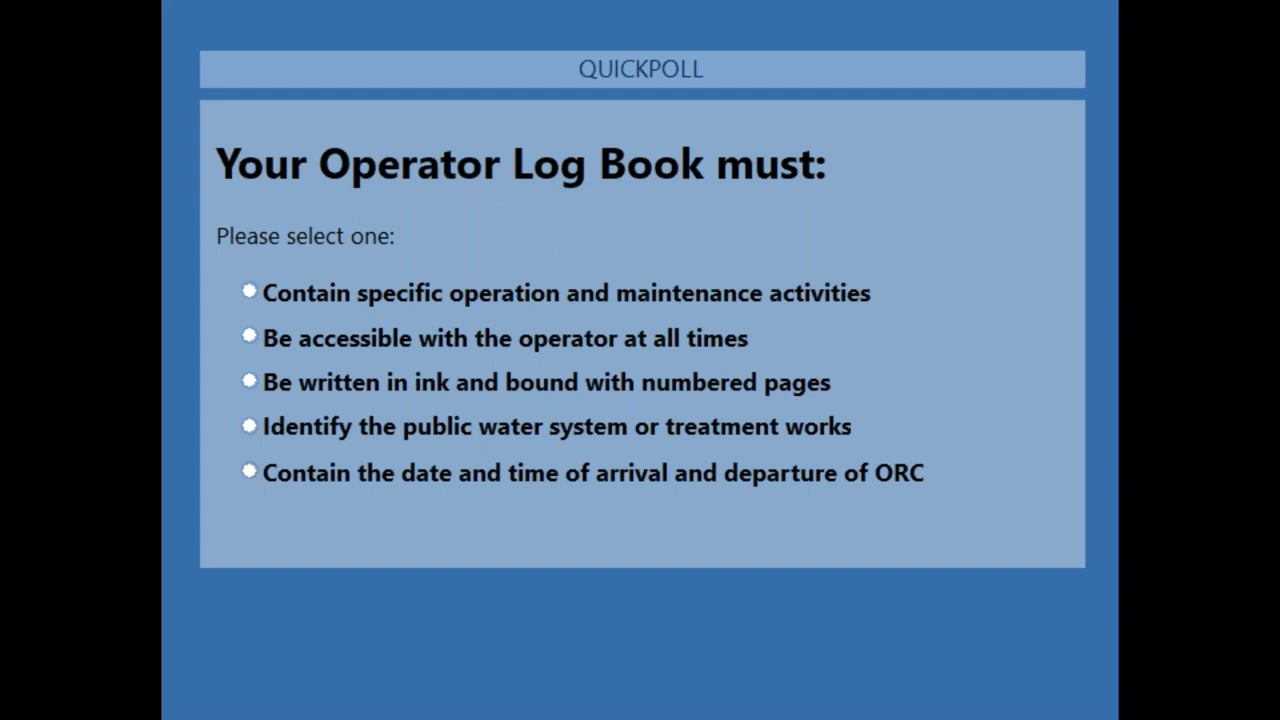 QUICKPOLL
Your Operator Log Book must:
Please select one:
Contain specific operation and maintenance activities
Be accessible with the operator at all times
Be written in ink and bound with numbered pages
Identify the public water system or treatment works
Contain the date and time of arrival and departure of ORC